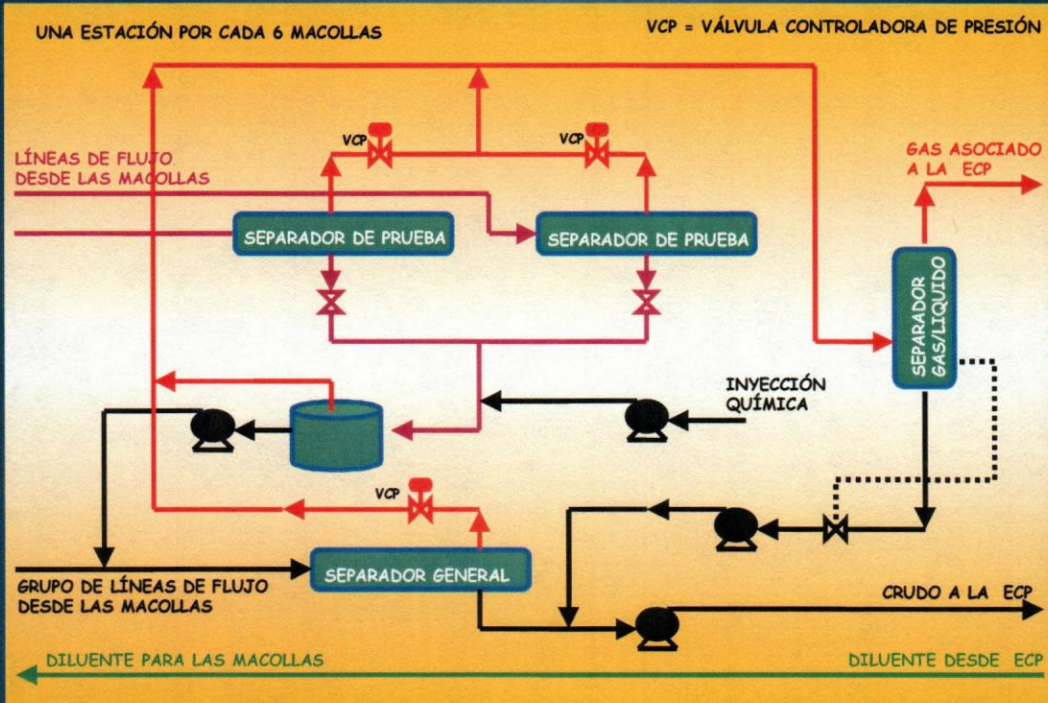 UNA ESTACIÓN POR CADA 6 MACOLLAS
VCP = VÁLVULA CONTROLADORA DE PRESIÓN
VCP
VCP
LÍNEAS DE FLUJO
DESDE LAS MACOLLAS
GAS ASOCIADO
A LA ECP
SEPARADOR DE PRUEBA
SEPARADOR DE PRUEBA
SEPARADOR
GAS/LIQUIDO
INYECCIÓN
QUÍMICA
VCP
SEPARADOR GENERAL
GRUPO DE LÍNEAS DE FLUJO
DESDE LAS MACOLLAS
CRUDO A LA ECP
DILUENTE PARA LAS MACOLLAS
DILUENTE DESDE ECP